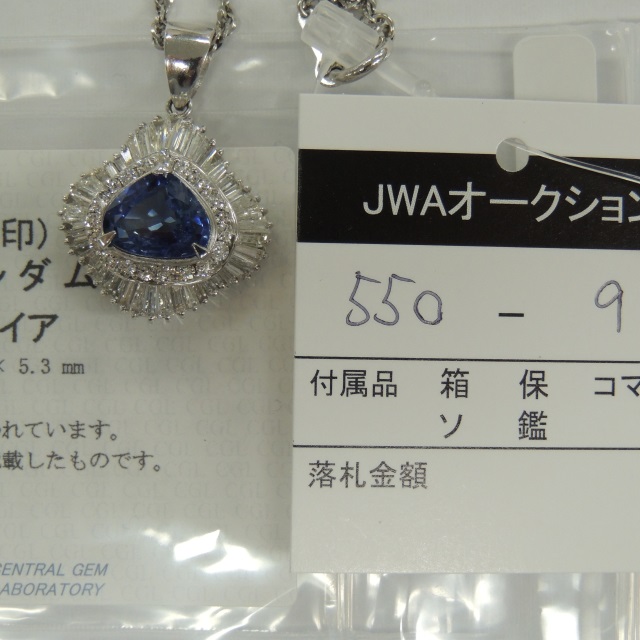 印)
ンダム
イア
× 5.3 mm
れています。
載したものです。
CENTRAL GEM
LABORATORY
JWAオークション
550 - 9
付属品 箱 保 コマ
ソ 鑑
落札金額